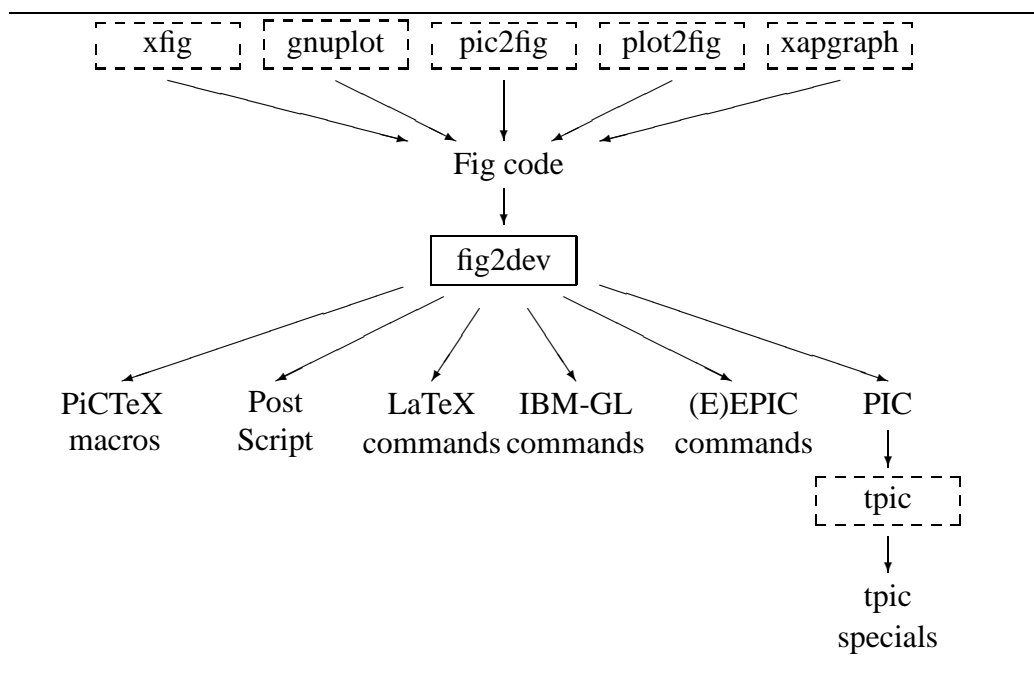 xfig gnuplot pic2fig plot2fig xapgraph
Fig code
fig2dev
PiCTeX Post LaTeX IBM-GL (E)EPIC PIC
macros Script commands commands commands
tpic
tpic
specials